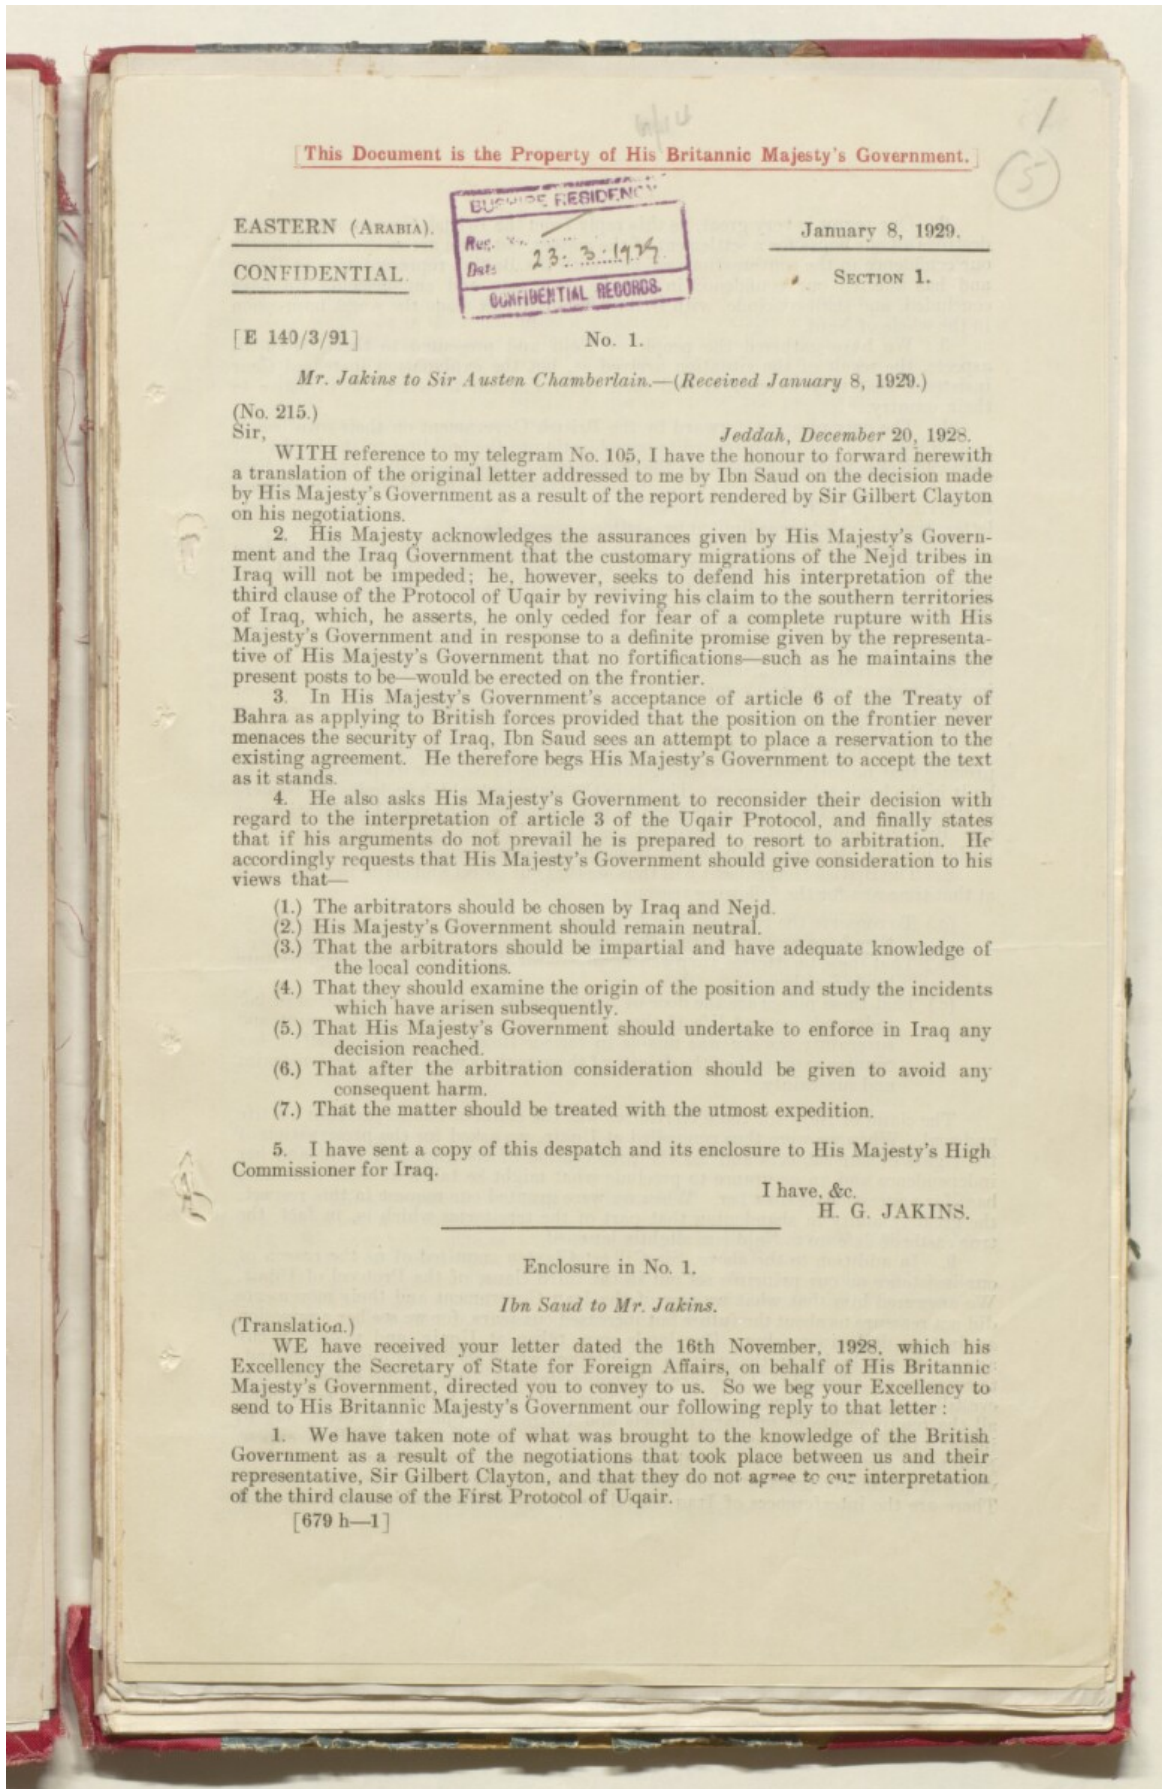 1
[This Document is the Property of His Britannic Majesty's Government.]
5
BUSHIRE RESIDENCY
Reg.
Date 23. 3. 1929.
CONFIDENTIAL RECORDS.
EASTERN (ARABIA).
January 8, 1929.
CONFIDENTIAL.
SECTION 1.
[E 140/3/91]
No. 1.
Mr. Jakins to Sir Austen Chamberlain.—(Received January 8, 1929.)
(No. 215.)
Sir,
Jeddah, December 20, 1928.
WITH reference to my telegram No. 105, I have the honour to forward herewith
a translation of the original letter addressed to me by Ibn Saud on the decision made
by His Majesty's Government as a result of the report rendered by Sir Gilbert Clayton
on his negotiations.
2. His Majesty acknowledges the assurances given by His Majesty's Govern-
ment and the Iraq Government that the customary migrations of the Nejd tribes in
Iraq will not be impeded; he, however, seeks to defend his interpretation of the
third clause of the Protocol of Uqair by reviving his claim to the southern territories
of Iraq, which, he asserts, he only ceded for fear of a complete rupture with His
Majesty's Government and in response to a definite promise given by the representa-
tive of His Majesty's Government that no fortifications—such as he maintains the
present posts to be—would be erected on the frontier.
3. In His Majesty's Government's acceptance of article 6 of the Treaty of
Bahra as applying to British forces provided that the position on the frontier never
menaces the security of Iraq, Ibn Saud sees an attempt to place a reservation to the
existing agreement. He therefore begs His Majesty's Government to accept the text
as it stands.
4. He also asks His Majesty's Government to reconsider their decision with
regard to the interpretation of article 3 of the Uqair Protocol, and finally states
that if his arguments do not prevail he is prepared to resort to arbitration. He
accordingly requests that His Majesty's Government should give consideration to his
views that—
(1.) The arbitrators should be chosen by Iraq and Nejd.
(2.) His Majesty's Government should remain neutral.
(3.) That the arbitrators should be impartial and have adequate knowledge of
the local conditions.
(4.) That they should examine the origin of the position and study the incidents
which have arisen subsequently.
(5.) That His Majesty's Government should undertake to enforce in Iraq any
decision reached.
(6.) That after the arbitration consideration should be given to avoid any
consequent harm.
(7.) That the matter should be treated with the utmost expedition.
5. I have sent a copy of this despatch and its enclosure to His Majesty's High
Commissioner for Iraq.
I have, &c.
H. G. JAKINS.
Enclosure in No. 1.
Ibn Saud to Mr. Jakins.
(Translation.)
WE have received your letter dated the 16th November, 1928, which his
Excellency the Secretary of State for Foreign Affairs, on behalf of His Britannic
Majesty's Government, directed you to convey to us. So we beg your Excellency to
send to His Britannic Majesty's Government our following reply to that letter :
1. We have taken note of what was brought to the knowledge of the British
Government as a result of the negotiations that took place between us and their
representative, Sir Gilbert Clayton, and that they do not agree to our interpretation
of the third clause of the First Protocol of Uqair.
[679 h—1]